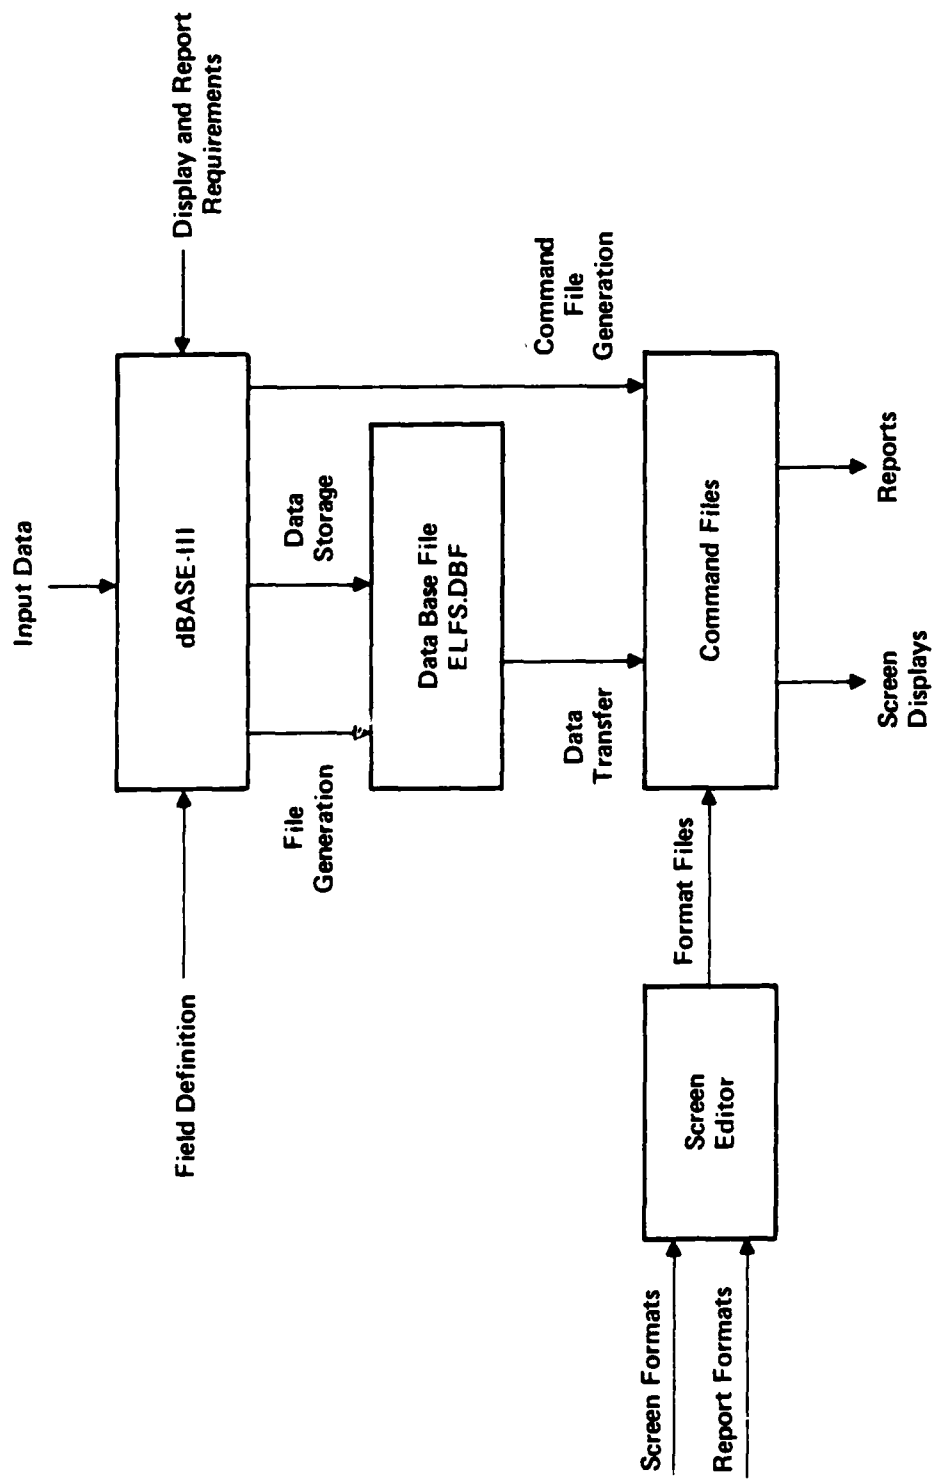 Input Data
Field Definition
dBASE-III
Display and Report
Requirements
File
Generation
Data
Storage
Command
File
Generation
Data Base File
ELFS.DBF
Data
Transfer
Screen Formats
Report Formats
Screen
Editor
Format Files
Command Files
Screen
Displays
Reports